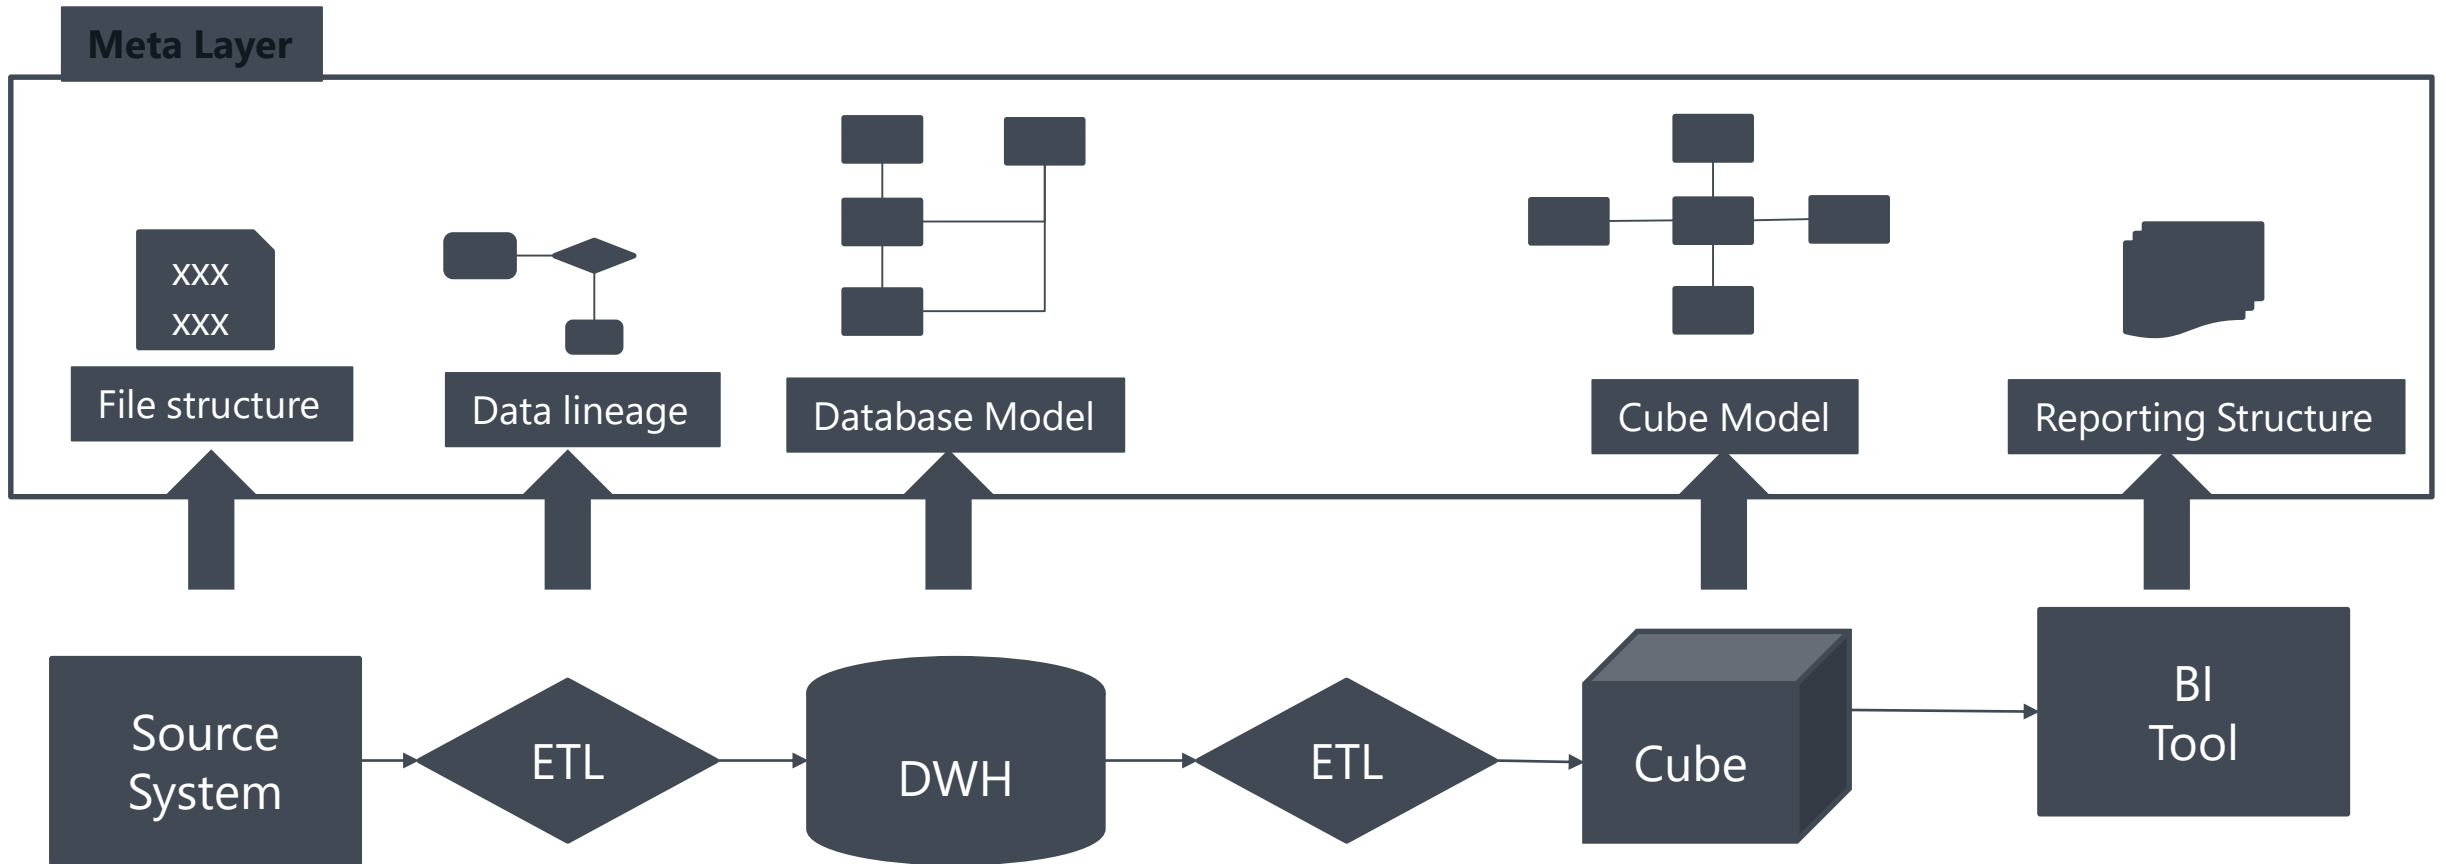 Meta Layer
xxx
xxx
File structure
Data lineage
Database Model
Cube Model
Reporting Structure
Source
System
ETL
DWH
ETL
Cube
BI
Tool